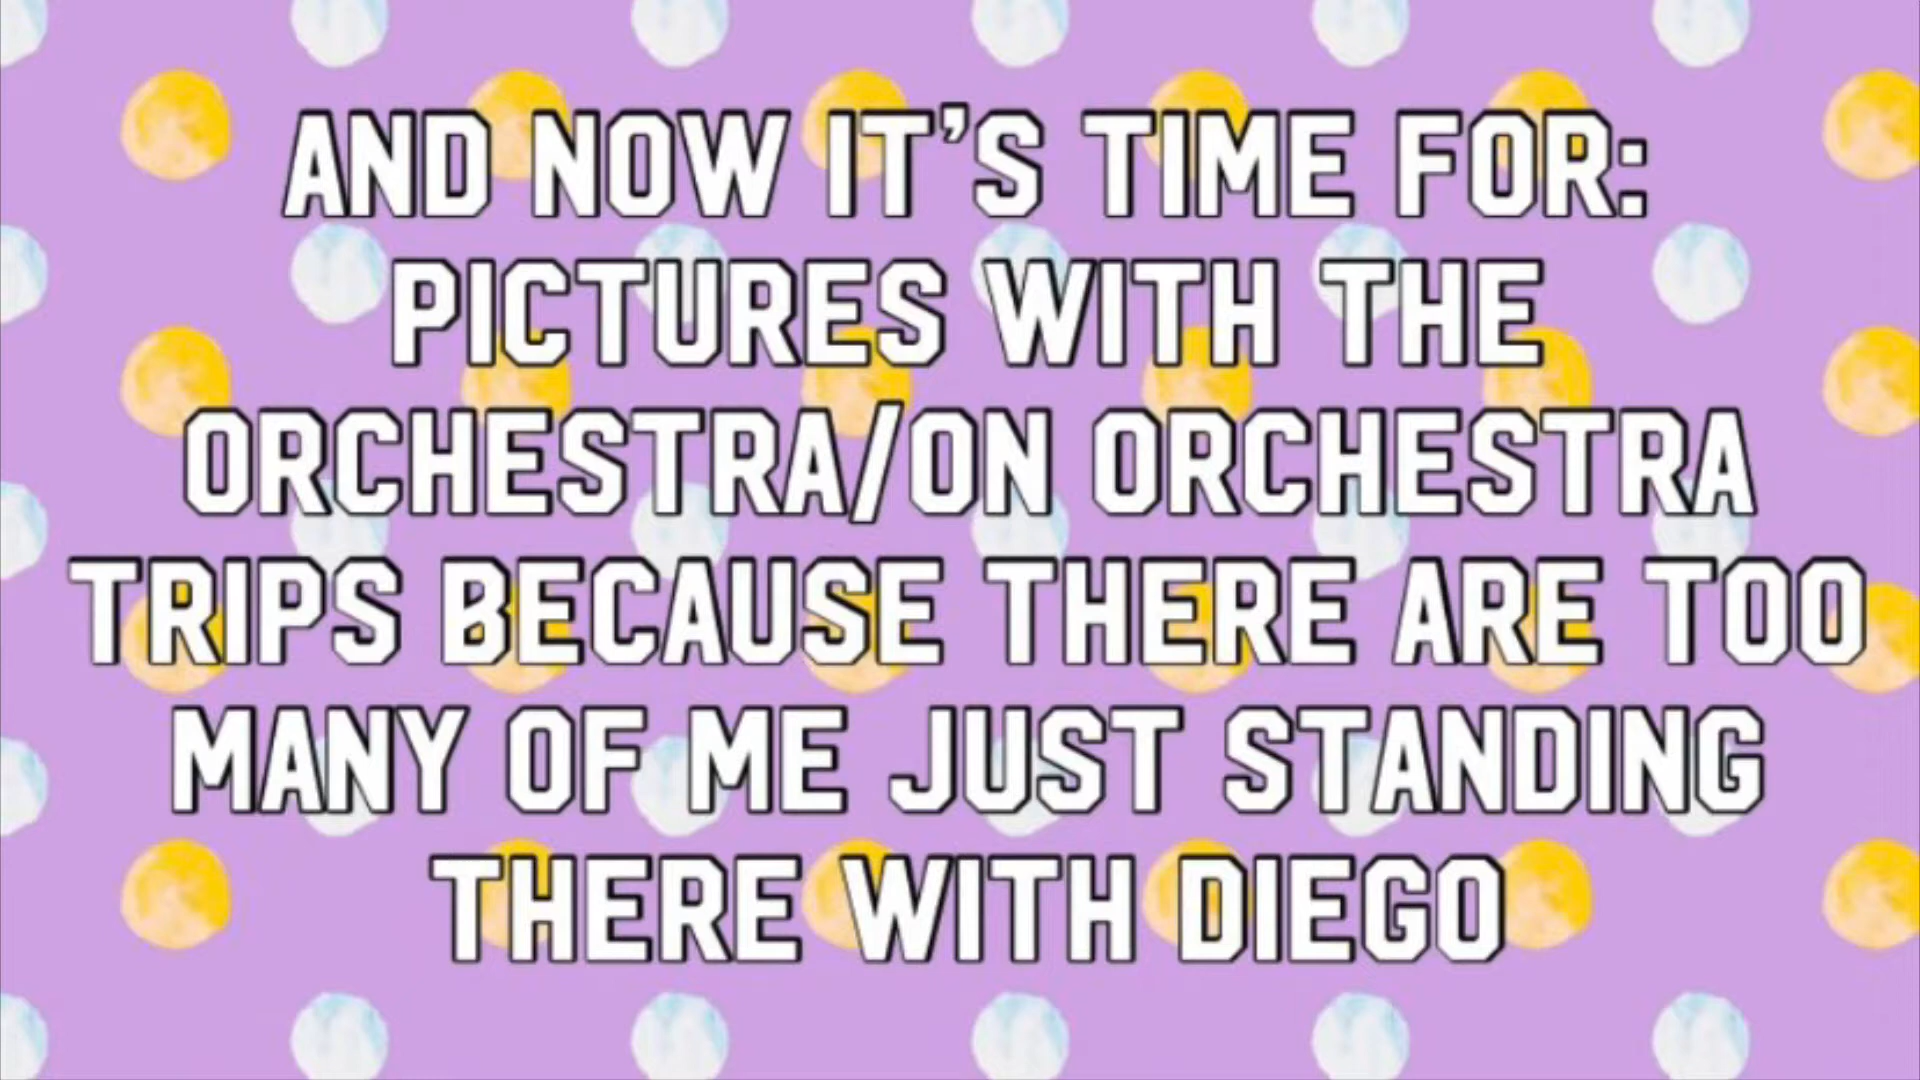 AND NOW IT’S TIME FOR:
PICTURES WITH THE
ORCHESTRA/ON ORCHESTRA
TRIPS BECAUSE THERE ARE TOO
MANY OF ME JUST STANDING
THERE WITH DIEGO